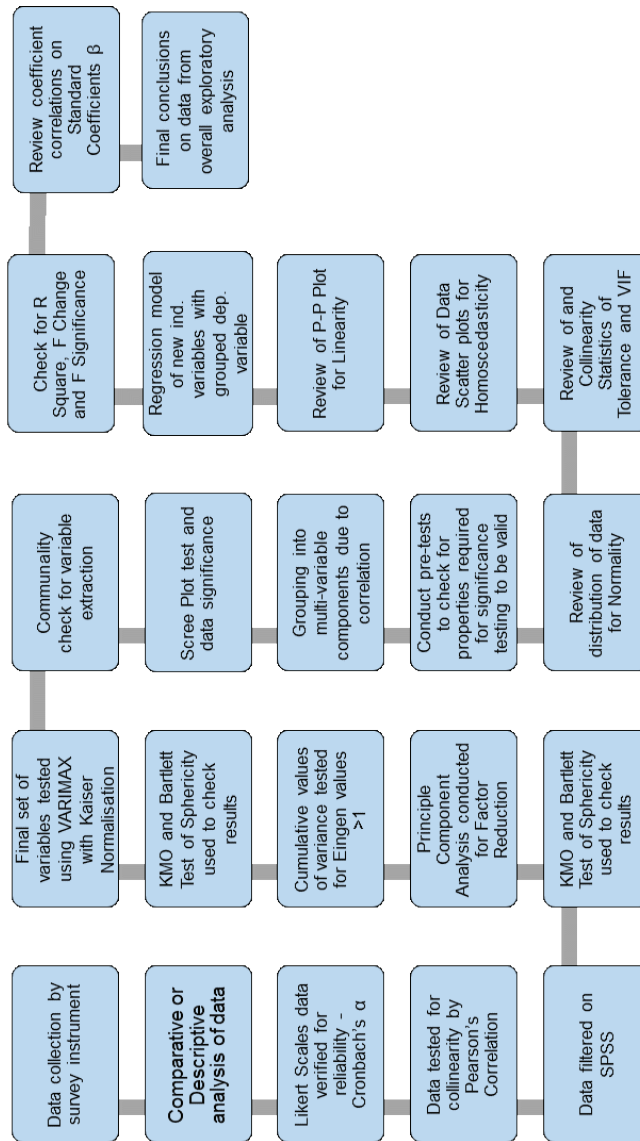 Data collection by
survey instrument
Comparative or
Descriptive
analysis of data
Likert Scales data
verified for
reliability -
Cronbach's α
Data tested for
collinearity by
Pearson's
Correlation
Data filtered on
SPSS
KMO and Bartlett
Test of Sphericity
used to check
results
Principle
Component
Analysis conducted
for Factor
Reduction
Cumulative values
of variance tested
for Eingen values
>1
KMO and Bartlett
Test of Sphericity
used to check
results
Final set of
variables tested
using VARIMAX
with Kaiser
Normalisation
Communality
check for variable
extraction
Scree Plot test and
data significance
Grouping into
multi-variable
components due to
correlation
Conduct pre-tests
to check for
properties required
for significance
testing to be valid
Review of
distribution of data
for Normality
Review of and
Collinearity
Statistics of
Tolerance and VIF
Review of Data
Scatter plots for
Homoscedasticity
Review of P-P Plot
for Linearity
Regression model
of new ind.
variables with
grouped dep.
variable
Check for R
Square, F Change
and F Significance
Review coefficient
correlations on
Standard
Coefficients β
Final conclusions
on data from
overall exploratory
analysis